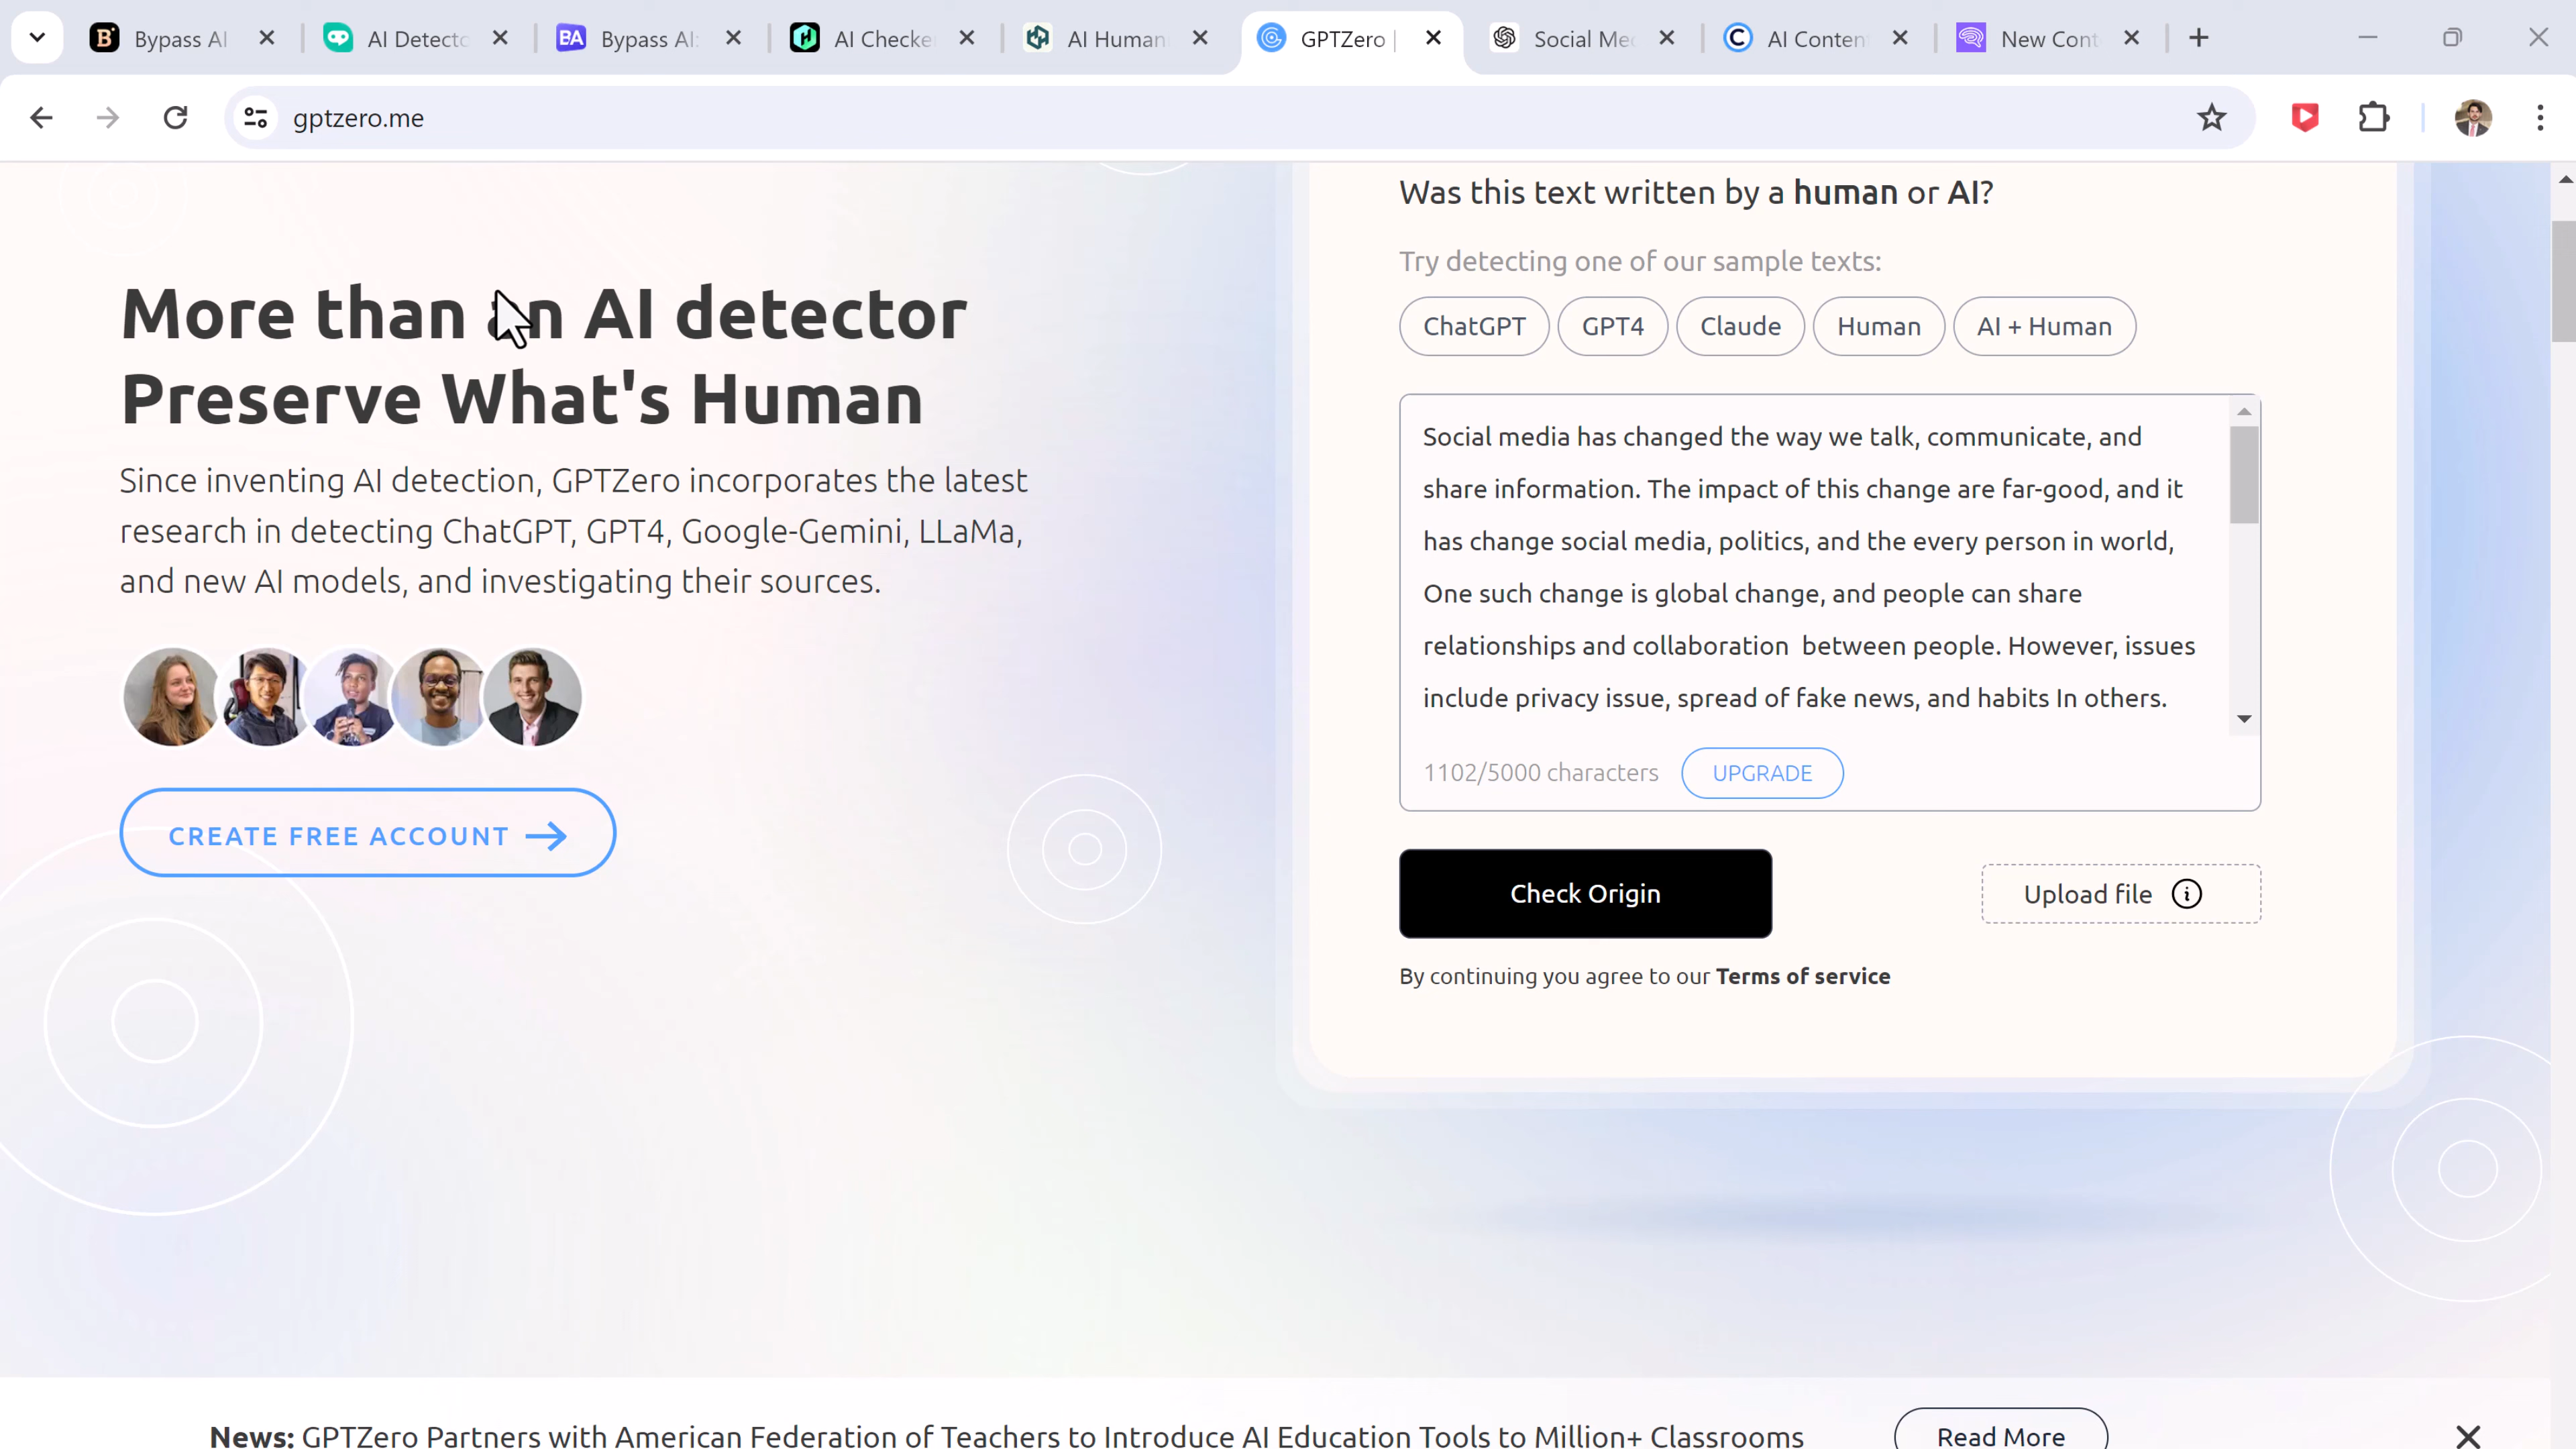 Bypass AI
AI Detecto
Bypass AI:
AI Checke
AI Human
GPTZero |
Social Med
AI Conten
New Cont
gptzero.me
Was this text written by a human or AI?
Try detecting one of our sample texts:
ChatGPT
GPT4
Claude
Human
AI + Human
More than an AI detector
Preserve What's Human
Since inventing AI detection, GPTZero incorporates the latest
research in detecting ChatGPT, GPT4, Google-Gemini, LLaMa,
and new AI models, and investigating their sources.
CREATE FREE ACCOUNT
Social media has changed the way we talk, communicate, and
share information. The impact of this change are far-good, and it
has change social media, politics, and the every person in world,
One such change is global change, and people can share
relationships and collaboration  between people. However, issues
include privacy issue, spread of fake news, and habits In others.
1102/5000 characters
UPGRADE
Check Origin
Upload file
By continuing you agree to our Terms of service
News: GPTZero Partners with American Federation of Teachers to Introduce AI Education Tools to Million+ Classrooms
Read More